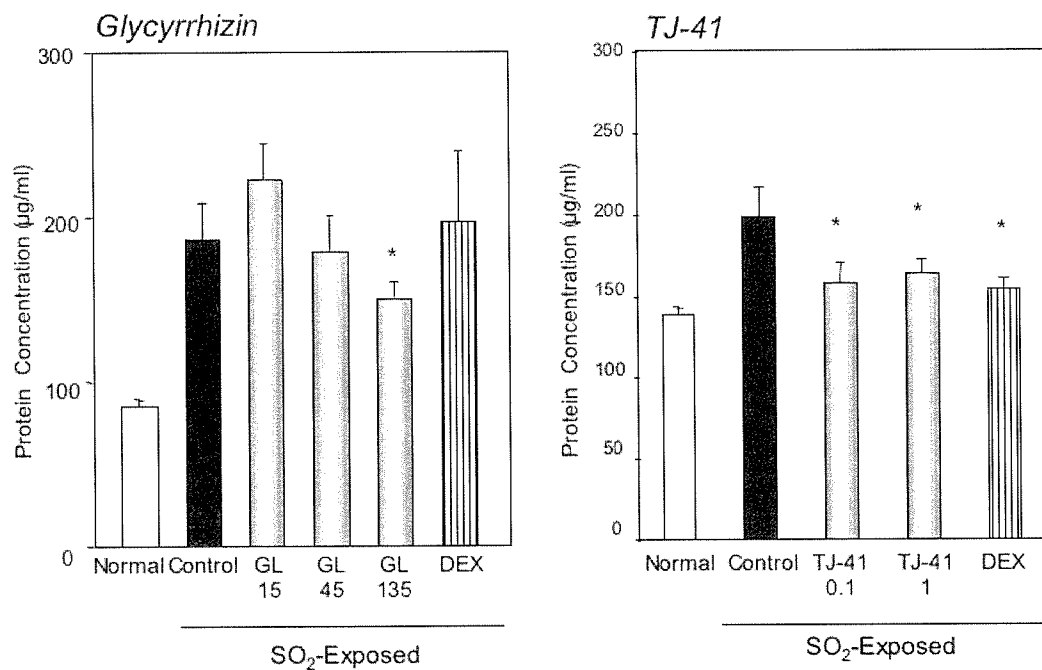 Glycyrrhizin
300
200
100
0
Protein Concentration (µg/ml)
*
Normal Control GL 15 GL 45 GL 135 DEX
SO₂-Exposed
TJ-41
300
250
200
150
100
50
0
Protein Concentration (µg/ml)
* * *
Normal Control TJ-41 0.1 TJ-41 1 DEX
SO₂-Exposed